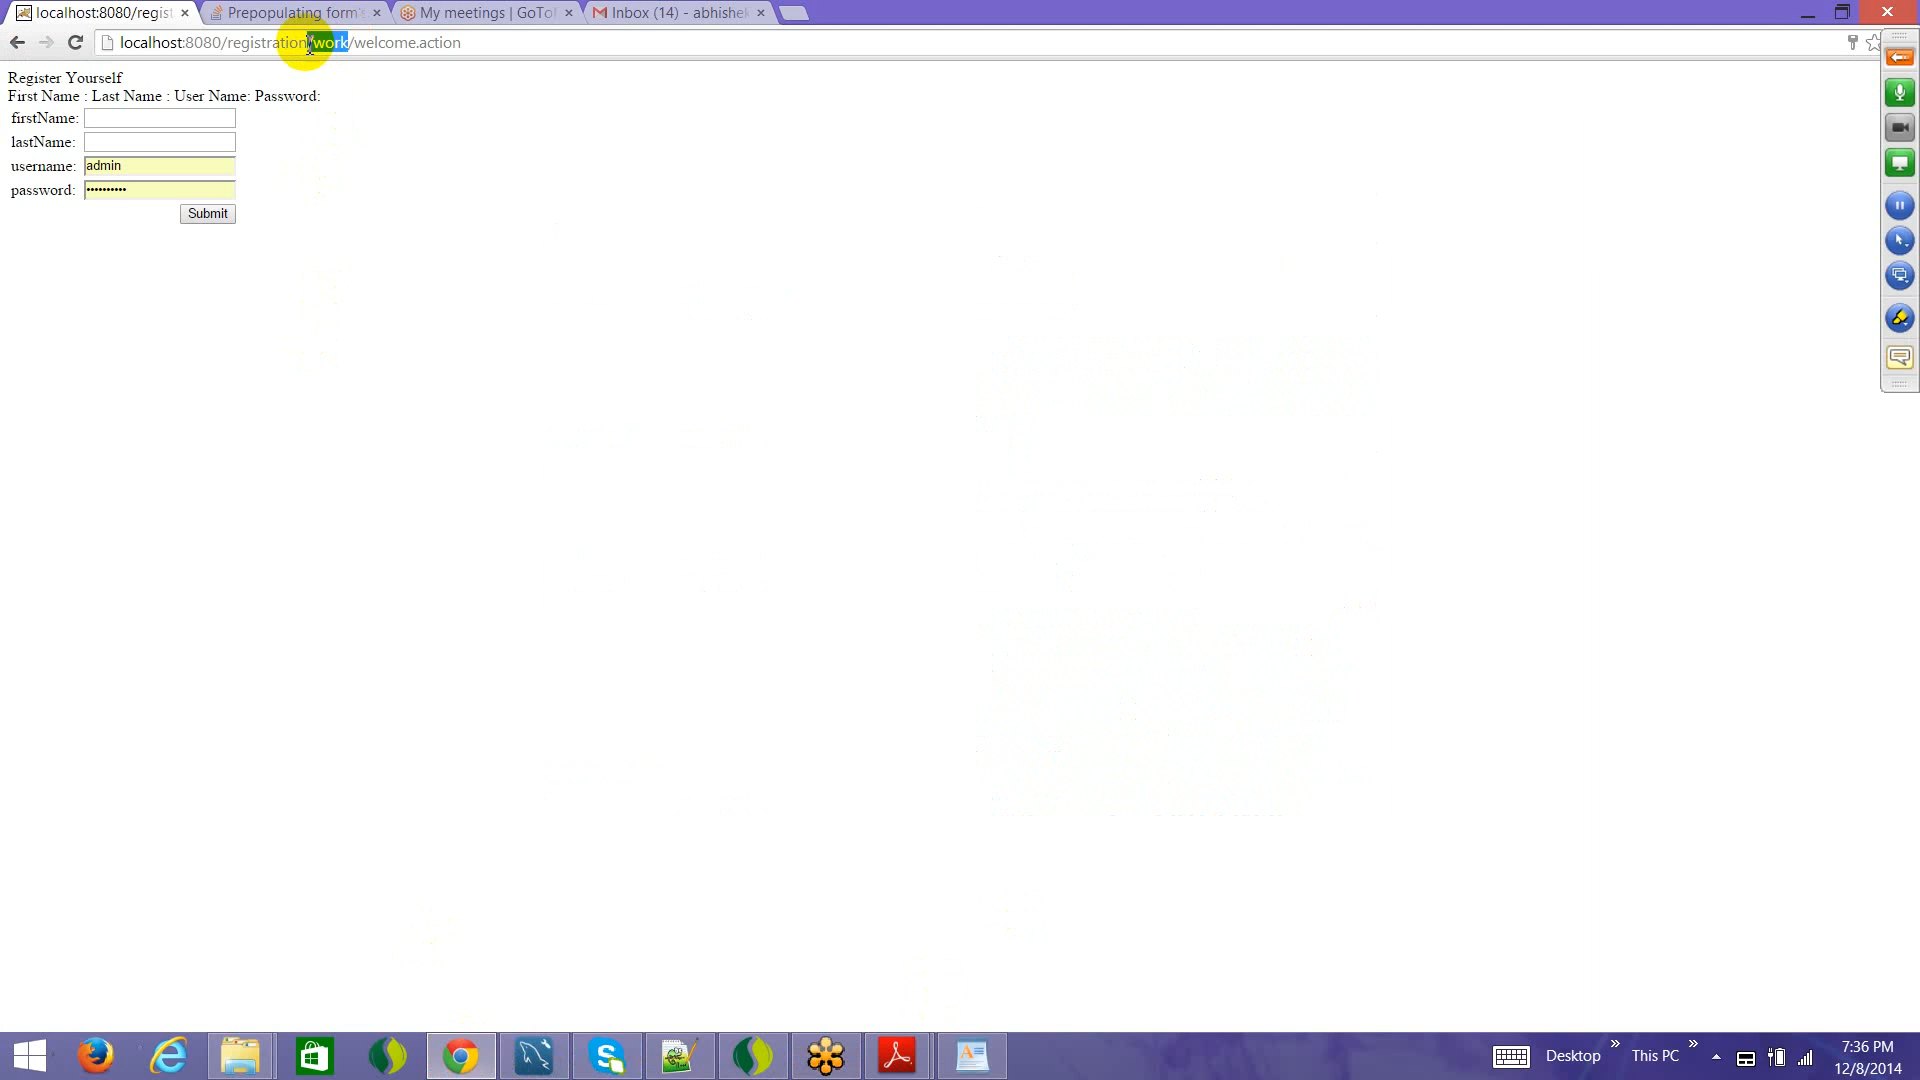 localhost:8080/regist
Prepopulating form's
My meetings | GoToM
Inbox (14) - abhishek
localhost:8080/registration/work/welcome.action
Register Yourself
First Name : Last Name : User Name: Password:
firstName:
lastName:
username: admin
password: ••••••••••
Submit
Desktop
This PC
7:36 PM
12/8/2014